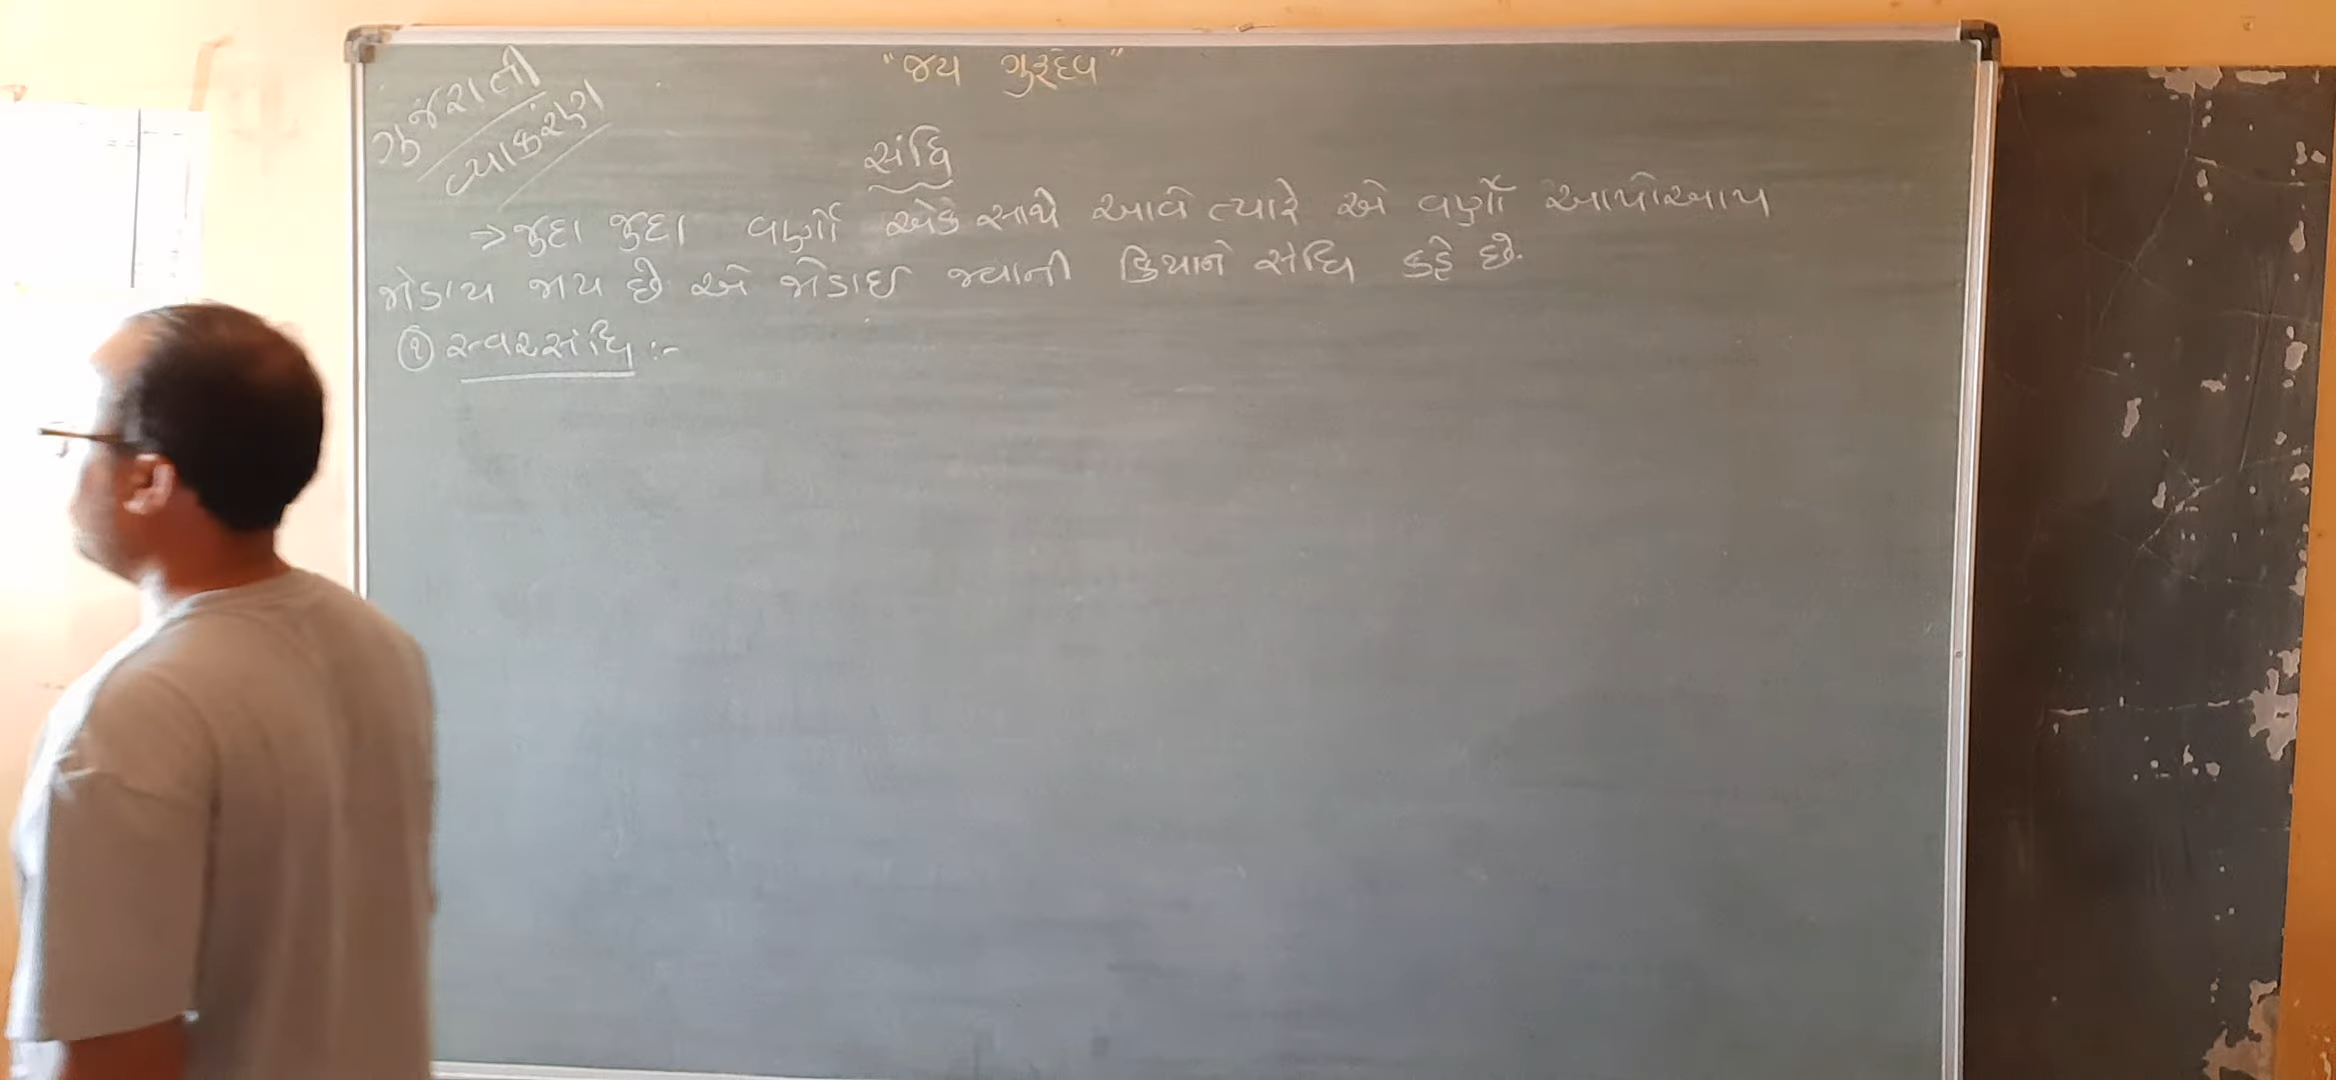 "જય ગુરૂદેવ"
ગુજરાતી
વ્યાકરણ
સંધિ
⇒ જુદા જુદા વર્ણો એક સાથે આવે ત્યારે એ વર્ણો આપોઆપ
જોડાય જાય છે એ જોડાઈ જવાની ક્રિયાને સંધિ કહે છે.
① સ્વરસંધિ :-